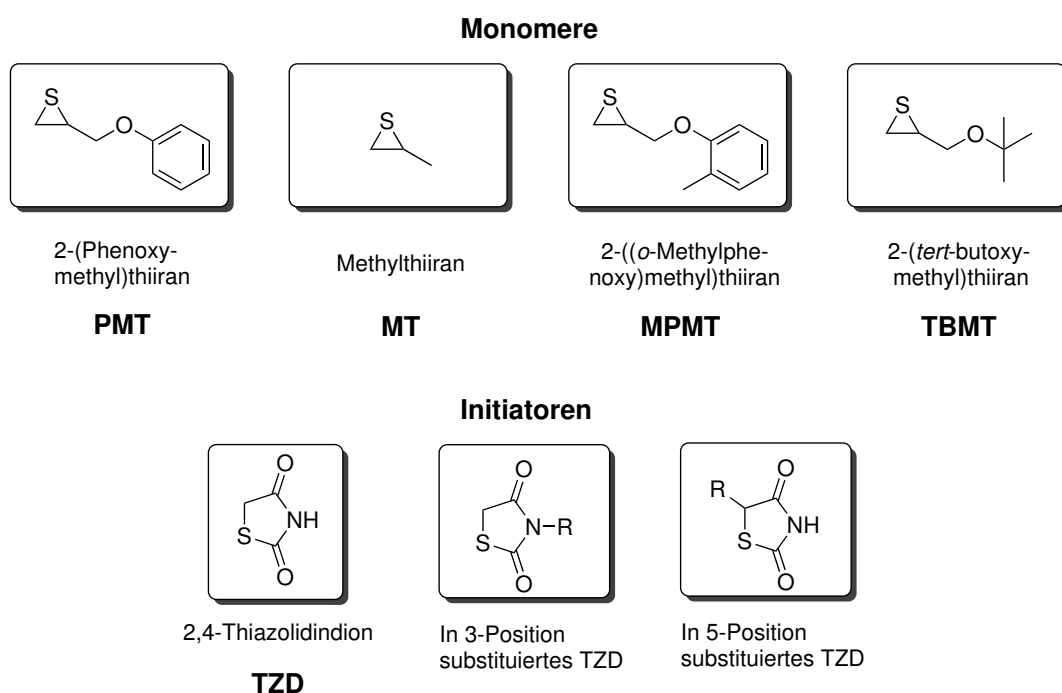 Monomere
S
O
S
S
O
S
O
2-(Phenoxy-
methyl)thiiran
Methylthiiran
2-((o-Methylphe-
noxy)methyl)thiiran
2-(tert-butoxy-
methyl)thiiran
PMT
MT
MPMT
TBMT
Initiatoren
O
S
NH
O
O
S
N
R
O
R
O
S
NH
O
2,4-Thiazolidindion
In 3-Position
substituiertes TZD
In 5-Position
substituiertes TZD
TZD